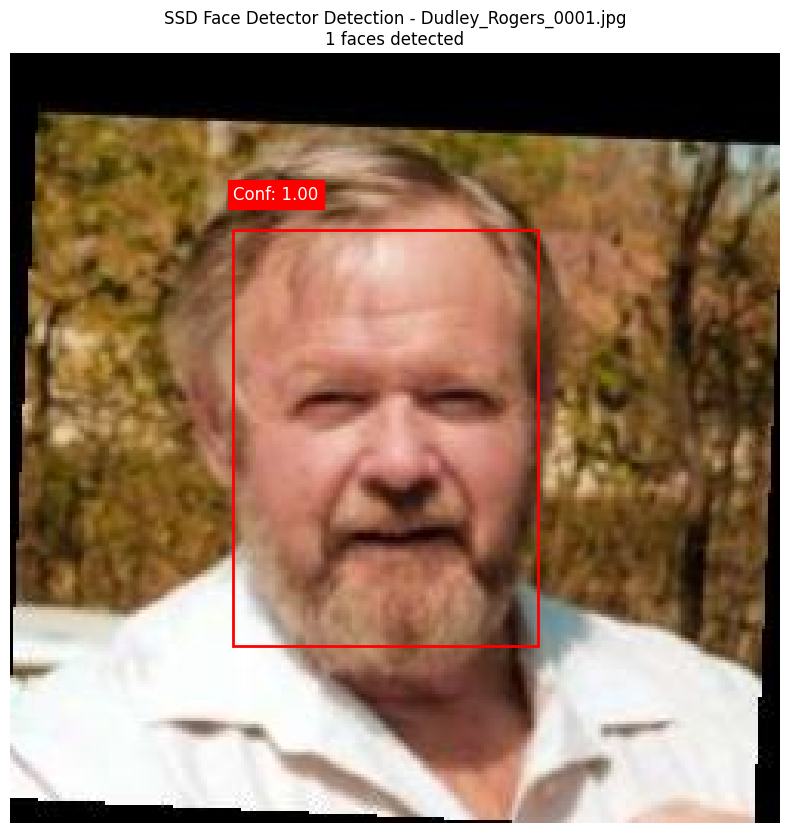 SSD Face Detector Detection - Dudley_Rogers_0001.jpg
1 faces detected
Conf: 1.00